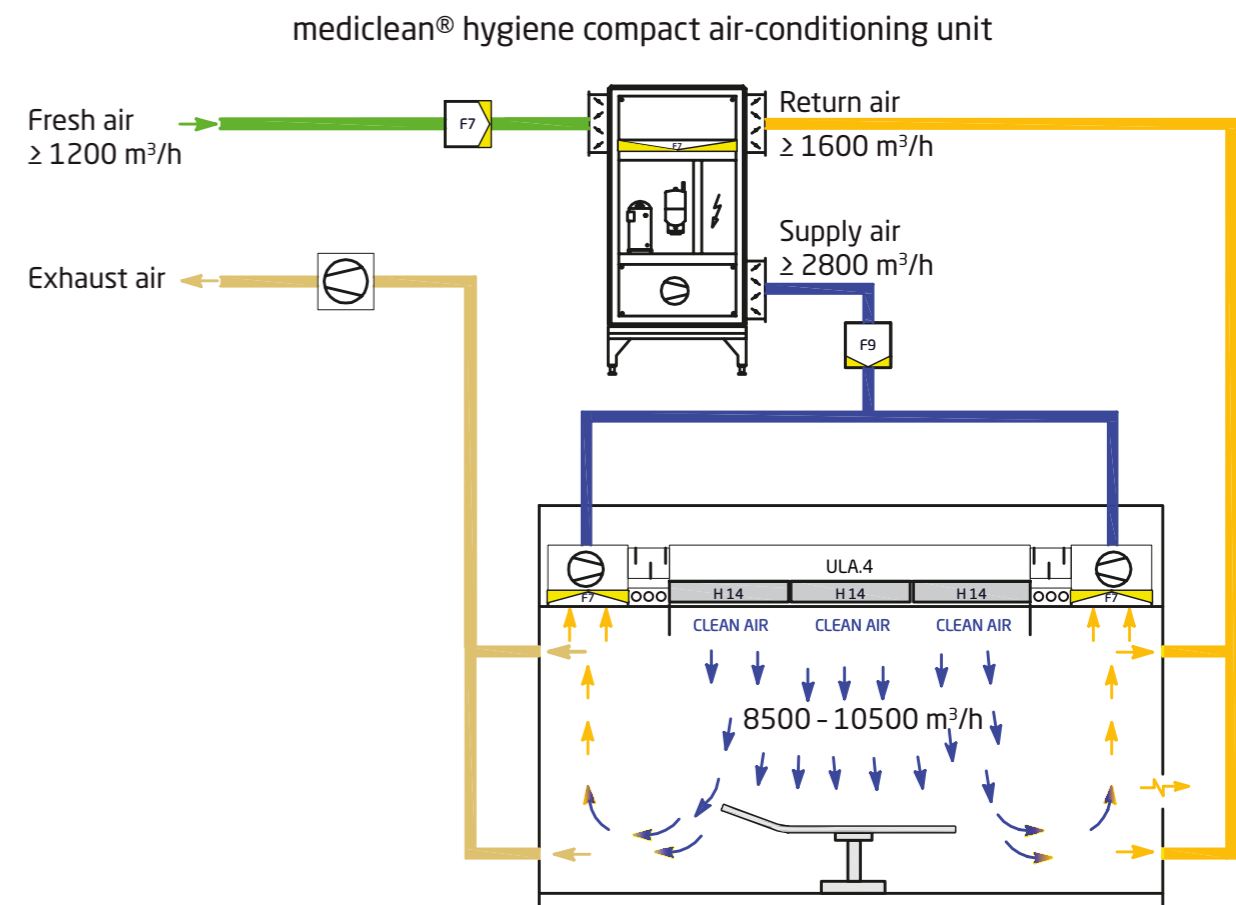 mediclean® hygiene compact air-conditioning unit
Fresh air
≥ 1200 m³/h
F7
F7
Return air
≥ 1600 m³/h
Supply air
≥ 2800 m³/h
Exhaust air
F9
ULA.4
F7
H 14
H 14
H 14
F7
CLEAN AIR
CLEAN AIR
CLEAN AIR
8500 – 10500 m³/h